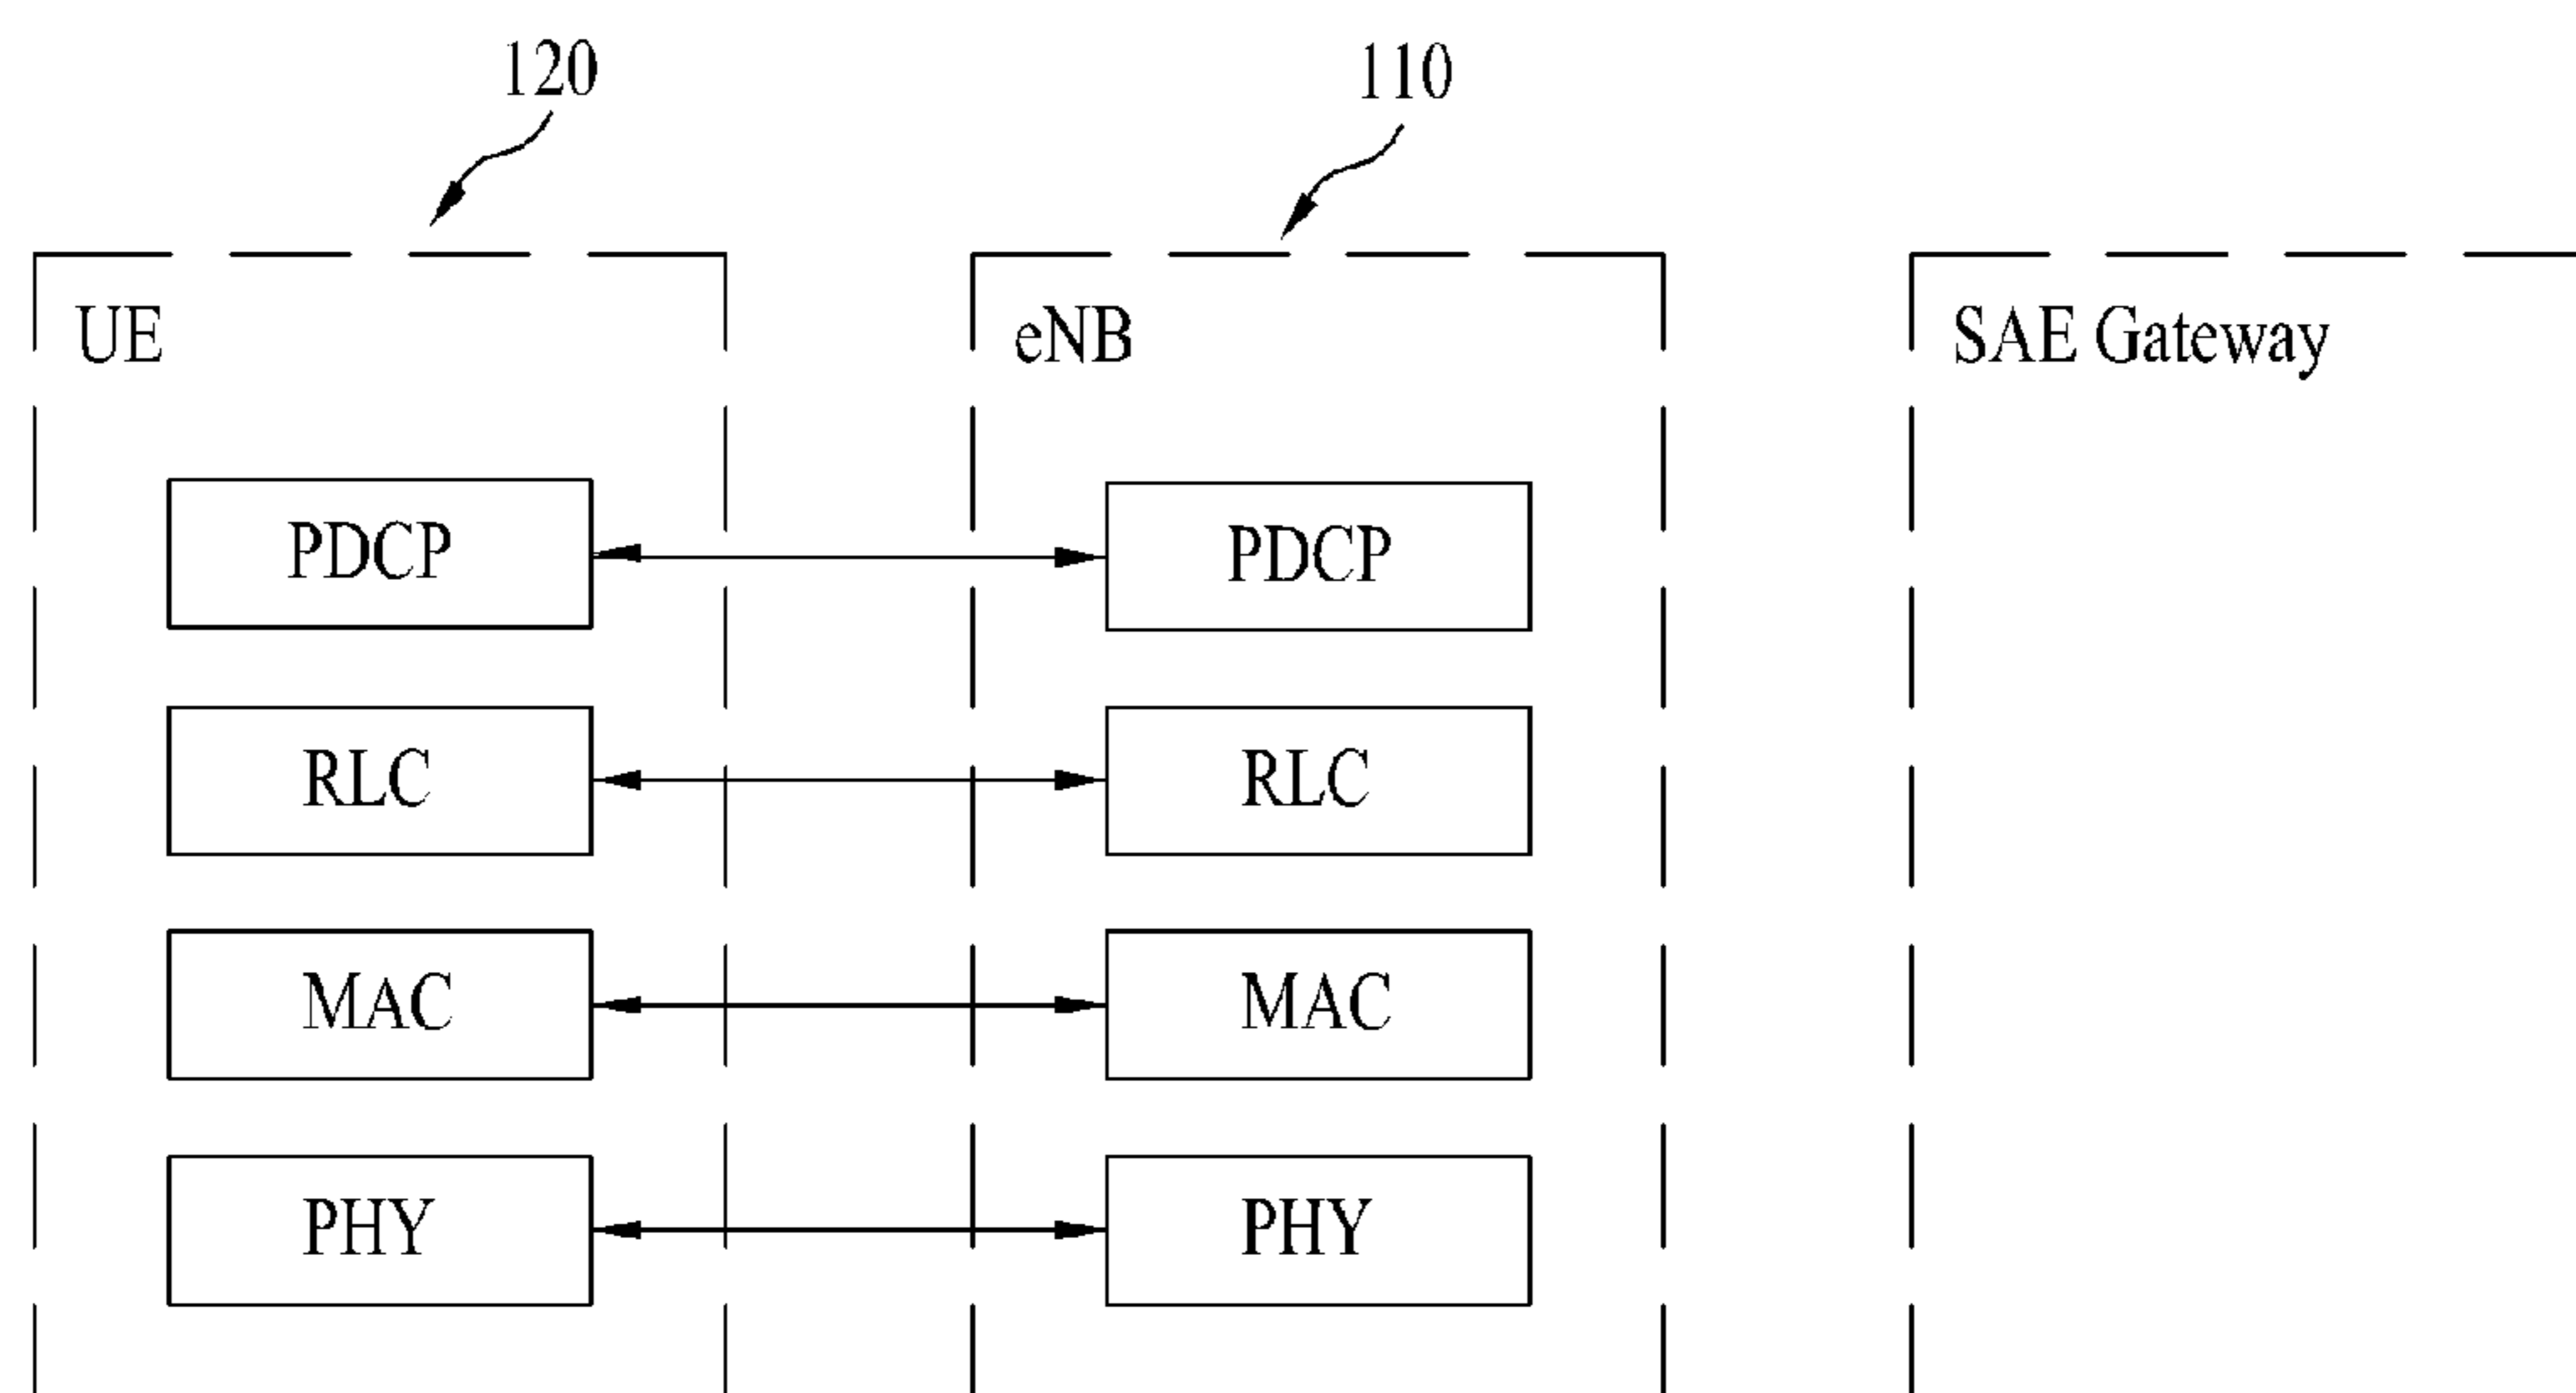 120
110
UE
eNB
SAE Gateway
PDCP
PDCP
RLC
RLC
MAC
MAC
PHY
PHY